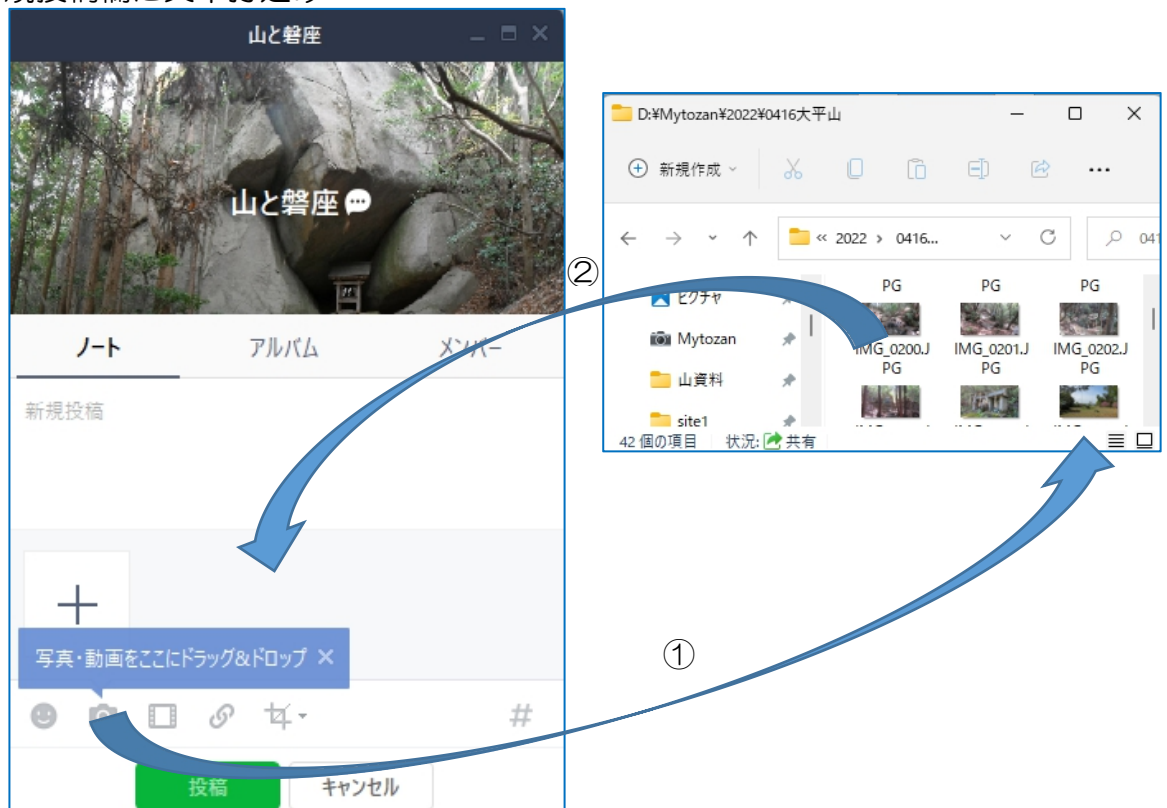 山と磐座
山と磐座
ノート
アルバム
メンバー
新規投稿
写真・動画をここにドラッグ&ドロップ
#
投稿
キャンセル
②
①
D:¥Mytozan¥2022¥0416大平山
新規作成
2022 › 0416...
041
ピクチャ
Mytozan
山資料
site1
PG
PG
PG
IMG_0200.J
PG
IMG_0201.J
PG
IMG_0202.J
PG
42 個の項目
状況:
共有